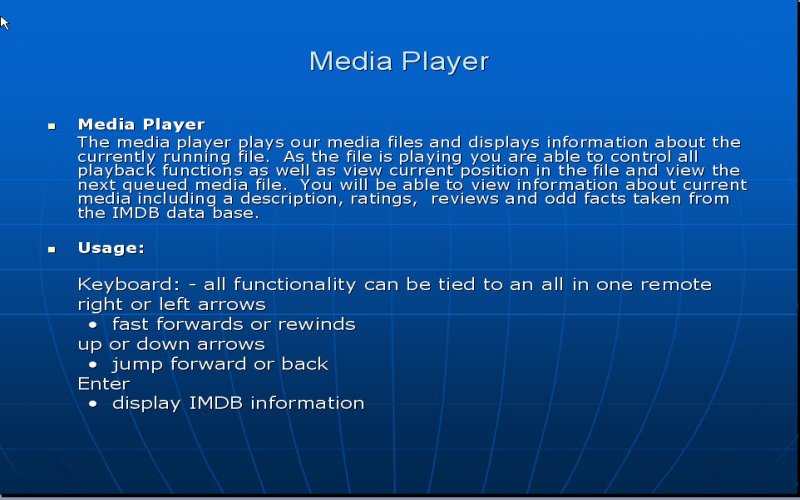 Media Player
Media Player
The media player plays our media files and displays information about the
currently running file.  As the file is playing you are able to control all
playback functions as well as view current position in the file and view the
next queued media file.  You will be able to view information about current
media including a description, ratings,  reviews and odd facts taken from
the IMDB data base.
Usage:
Keyboard: - all functionality can be tied to an all in one remote
right or left arrows
• fast forwards or rewinds
up or down arrows
• jump forward or back
Enter
• display IMDB information